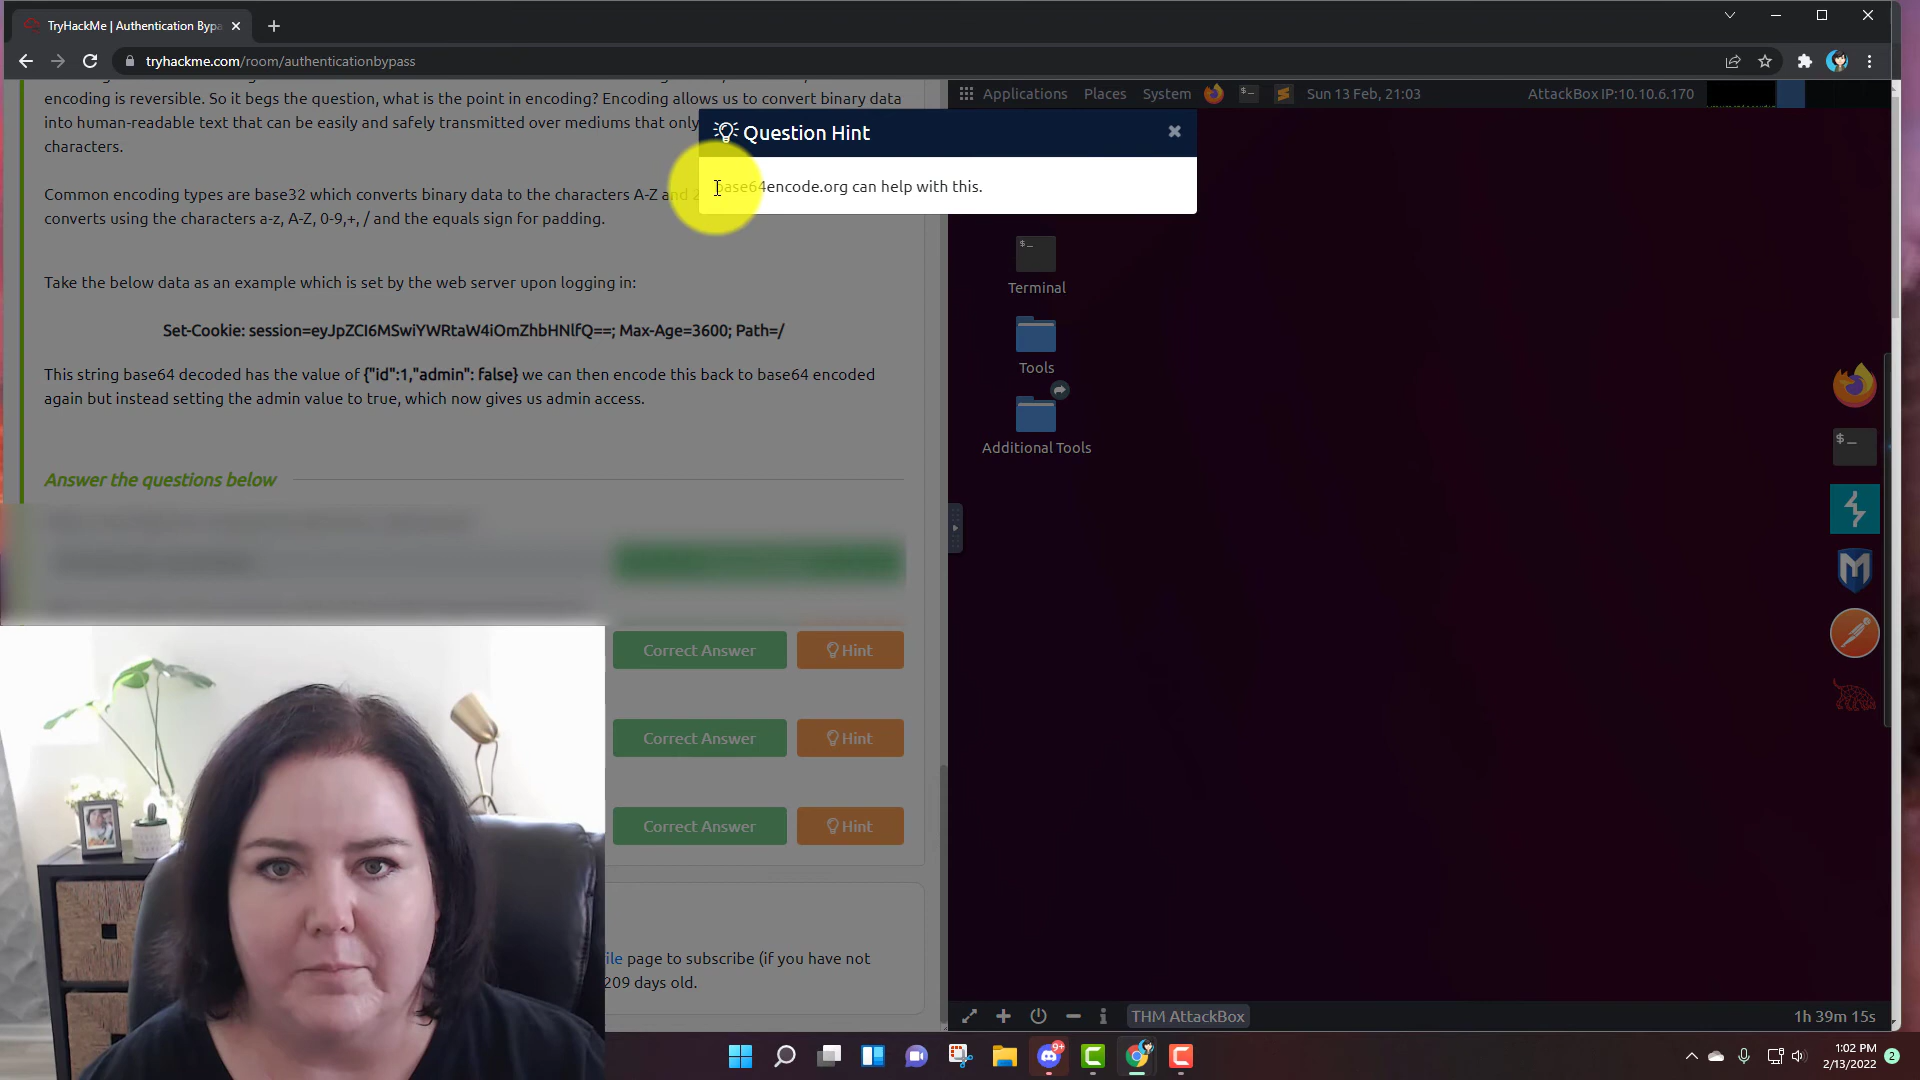 TryHackMe | Authentication Bypa
tryhackme.com/room/authenticationbypass
encoding is reversible. So it begs the question, what is the point in encoding? Encoding allows us to convert binary data
into human-readable text that can be easily and safely transmitted over mediums that only
characters.
Common encoding types are base32 which converts binary data to the characters A-Z and
converts using the characters a-z, A-Z, 0-9,+, / and the equals sign for padding.
Take the below data as an example which is set by the web server upon logging in:
Set-Cookie: session=eyJpZCI6MSwiYWRtaW4iOmZhbHNlfQ==; Max-Age=3600; Path=/
This string base64 decoded has the value of {"id":1,"admin": false} we can then encode this back to base64 encoded
again but instead setting the admin value to true, which now gives us admin access.
Answer the questions below
Correct Answer
Hint
Correct Answer
Hint
Correct Answer
Hint
ile page to subscribe (if you have not
209 days old.
Question Hint
base64encode.org can help with this.
Applications Places System
Sun 13 Feb, 21:03
AttackBox IP:10.10.6.170
Terminal
Tools
Additional Tools
THM AttackBox
1h 39m 15s
9+
1:02 PM
2/13/2022
2